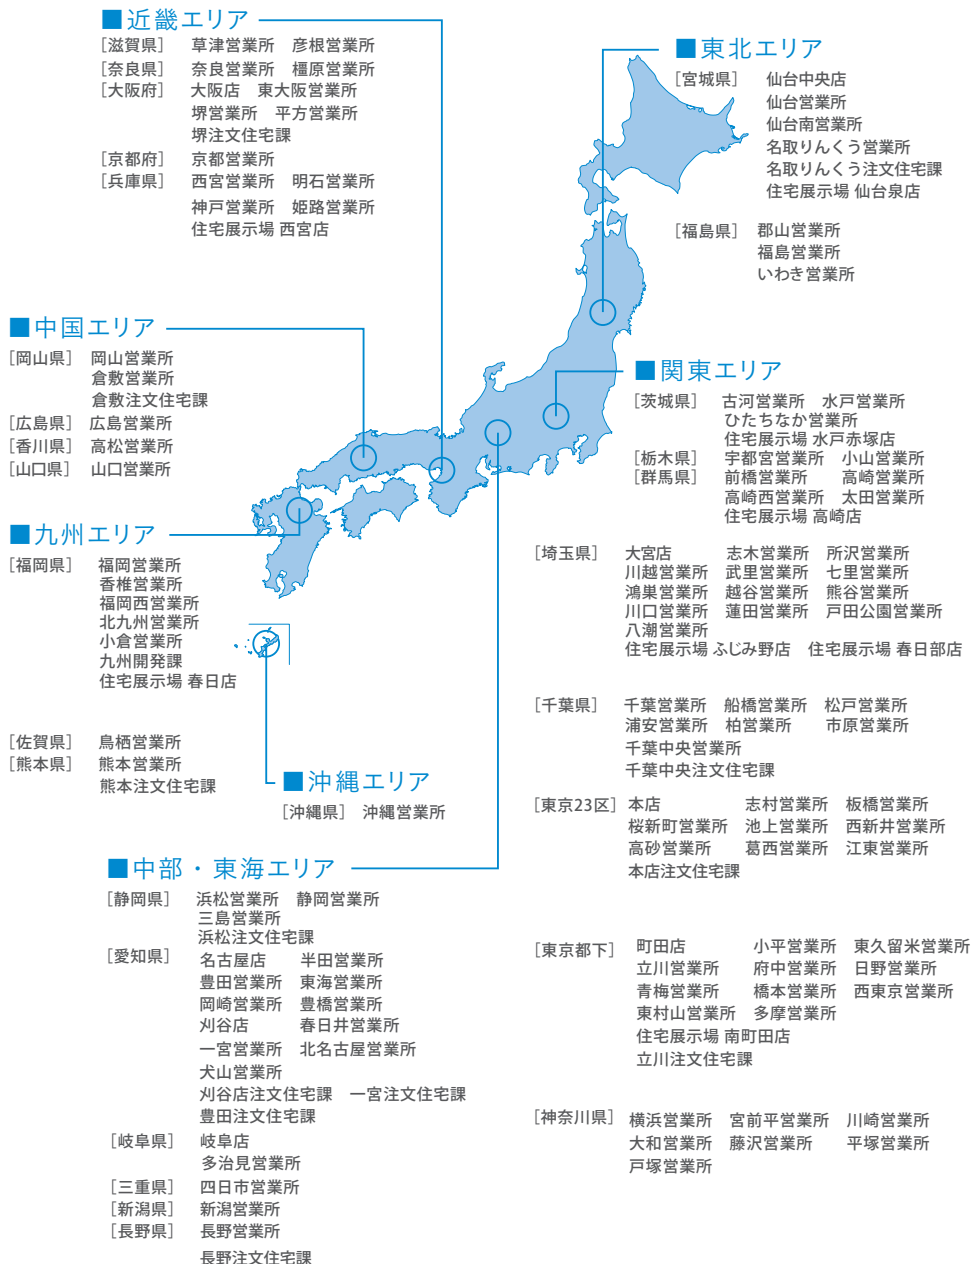 ■近畿エリア
［滋賀県］ 草津営業所 彦根営業所
［奈良県］ 奈良営業所 橿原営業所
［大阪府］ 大阪店 東大阪営業所
堺営業所 平方営業所
堺注文住宅課
［京都府］ 京都営業所
［兵庫県］ 西宮営業所 明石営業所
神戸営業所 姫路営業所
住宅展示場 西宮店
■東北エリア
［宮城県］ 仙台中央店
仙台営業所
仙台南営業所
名取りんくう営業所
名取りんくう注文住宅課
住宅展示場 仙台泉店
［福島県］ 郡山営業所
福島営業所
いわき営業所
■中国エリア
［岡山県］ 岡山営業所
倉敷営業所
倉敷注文住宅課
［広島県］ 広島営業所
［香川県］ 高松営業所
［山口県］ 山口営業所
■関東エリア
［茨城県］ 古河営業所 水戸営業所
ひたちなか営業所
住宅展示場 水戸赤塚店
［栃木県］ 宇都宮営業所 小山営業所
［群馬県］ 前橋営業所 高崎営業所
高崎西営業所 太田営業所
住宅展示場 高崎店
［埼玉県］ 大宮店 志木営業所 所沢営業所
川越営業所 武里営業所 七里営業所
鴻巣営業所 越谷営業所 熊谷営業所
川口営業所 蓮田営業所 戸田公園営業所
八潮営業所
住宅展示場 ふじみ野店 住宅展示場 春日部店
［千葉県］ 千葉営業所 船橋営業所 松戸営業所
浦安営業所 柏営業所 市原営業所
千葉中央営業所
千葉中央注文住宅課
［東京23区］ 本店 志村営業所 板橋営業所
桜新町営業所 池上営業所 西新井営業所
高砂営業所 葛西営業所 江東営業所
本店注文住宅課
［東京都下］ 町田店 小平営業所 東久留米営業所
立川営業所 府中営業所 日野営業所
青梅営業所 橋本営業所 西東京営業所
東村山営業所 多摩営業所
住宅展示場 南町田店
立川注文住宅課
［神奈川県］ 横浜営業所 宮前平営業所 川崎営業所
大和営業所 藤沢営業所 平塚営業所
戸塚営業所
■九州エリア
［福岡県］ 福岡営業所
香椎営業所
福岡西営業所
北九州営業所
小倉営業所
九州開発課
住宅展示場 春日店
［佐賀県］ 鳥栖営業所
［熊本県］ 熊本営業所
熊本注文住宅課
■沖縄エリア
［沖縄県］ 沖縄営業所
■中部・東海エリア
［静岡県］ 浜松営業所 静岡営業所
三島営業所
浜松注文住宅課
［愛知県］ 名古屋店 半田営業所
豊田営業所 東海営業所
岡崎営業所 豊橋営業所
刈谷店 春日井営業所
一宮営業所 北名古屋営業所
犬山営業所
刈谷店注文住宅課 一宮注文住宅課
豊田注文住宅課
［岐阜県］ 岐阜店
多治見営業所
［三重県］ 四日市営業所
［新潟県］ 新潟営業所
［長野県］ 長野営業所
長野注文住宅課